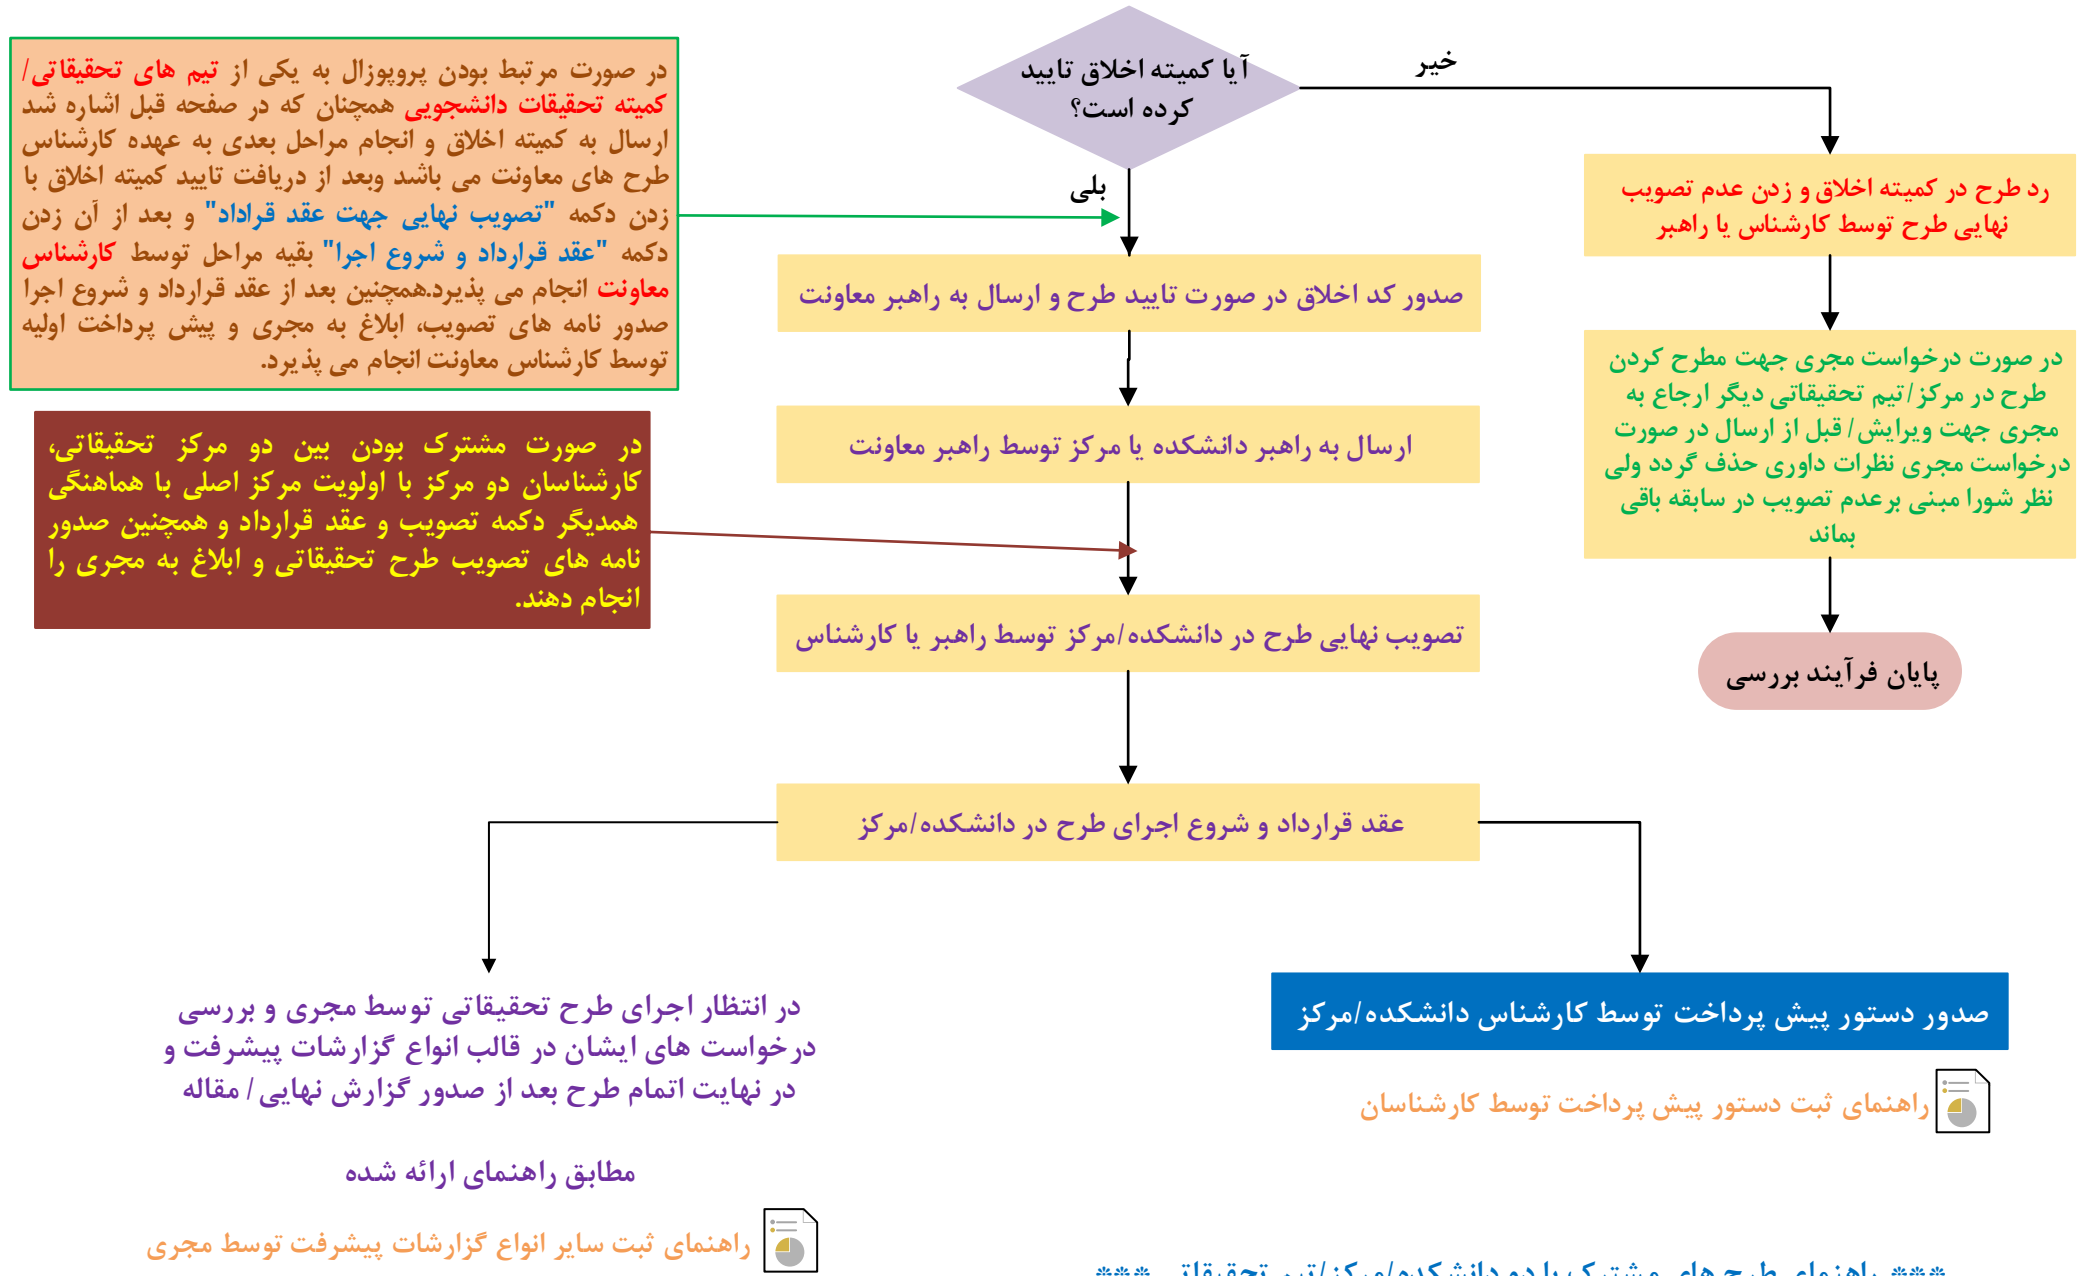 آیا کمیته اخلاق تایید
کرده است؟
خیر
بلی
در صورت مرتبط بودن پروپوزال به یکی از تیم های تحقیقاتی/
کمیته تحقیقات دانشجویی همچنان که در صفحه قبل اشاره شد
ارسال به کمیته اخلاق و انجام مراحل بعدی به عهده کارشناس
طرح های معاونت می باشد وبعد از دریافت تایید کمیته اخلاق با
زدن دکمه "تصویب نهایی جهت عقد قراداد" و بعد از آن زدن
دکمه "عقد قرارداد و شروع اجرا" بقیه مراحل توسط کارشناس
معاونت انجام می پذیرد.همچنین بعد از عقد قرارداد و شروع اجرا
صدور نامه های تصویب، ابلاغ به مجری و پیش پرداخت اولیه
توسط کارشناس معاونت انجام می پذیرد.
رد طرح در کمیته اخلاق و زدن عدم تصویب
نهایی طرح توسط کارشناس یا راهبر
صدور کد اخلاق در صورت تایید طرح و ارسال به راهبر معاونت
در صورت درخواست مجری جهت مطرح کردن
طرح در مرکز/تیم تحقیقاتی دیگر ارجاع به
مجری جهت ویرایش/ قبل از ارسال در صورت
درخواست مجری نظرات داوری حذف گردد ولی
نظر شورا مبنی برعدم تصویب در سابقه باقی
بماند
ارسال به راهبر دانشکده یا مرکز توسط راهبر معاونت
در صورت مشترک بودن بین دو مرکز تحقیقاتی،
کارشناسان دو مرکز با اولویت مرکز اصلی با هماهنگی
همدیگر دکمه تصویب و عقد قرارداد و همچنین صدور
نامه های تصویب طرح تحقیقاتی و ابلاغ به مجری را
انجام دهند.
تصویب نهایی طرح در دانشکده/مرکز توسط راهبر یا کارشناس
پایان فرآیند بررسی
عقد قرارداد و شروع اجرای طرح در دانشکده/مرکز
صدور دستور پیش پرداخت توسط کارشناس دانشکده/مرکز
راهنمای ثبت دستور پیش پرداخت توسط کارشناسان
در انتظار اجرای طرح تحقیقاتی توسط مجری و بررسی
درخواست های ایشان در قالب انواع گزارشات پیشرفت و
در نهایت اتمام طرح بعد از صدور گزارش نهایی/ مقاله
مطابق راهنمای ارائه شده
راهنمای ثبت سایر انواع گزارشات پیشرفت توسط مجری
*** راهنمای طرح های مشترک با دو دانشکده/مرکز/تیم تحقیقاتی ***